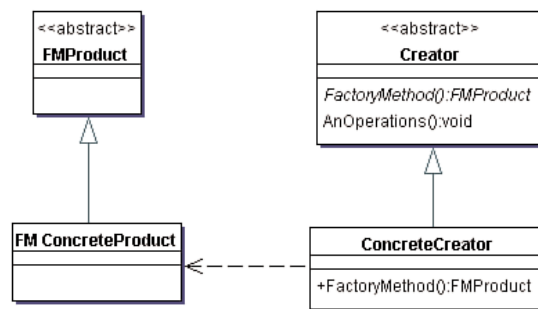 <<abstract>>
FMProduct
<<abstract>>
Creator
FactoryMethod():FMProduct
AnOperations():void
FM ConcreteProduct
ConcreteCreator
+FactoryMethod():FMProduct